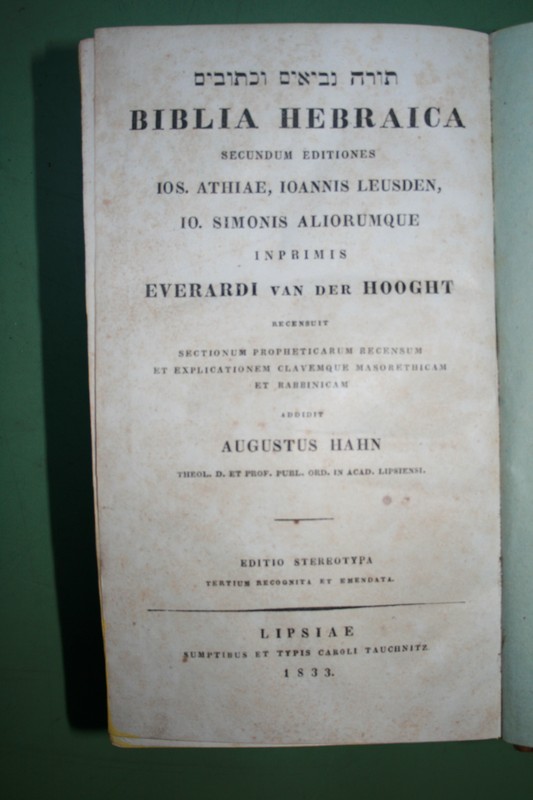 תורה נביאים וכתובים
BIBLIA HEBRAICA
SECUNDUM EDITIONES
IOS. ATHIAE, IOANNIS LEUSDEN,
IO. SIMONIS ALIORUMQUE
INPRIMIS
EVERARDI VAN DER HOOGHT
RECENSUIT
SECTIONUM PROPHETICARUM RECENSUM
ET EXPLICATIONEM CLAVEMQUE MASORETHICAM
ET RABBINICAM
ADDIDIT
AUGUSTUS HAHN
THEOL. D. ET PROF. PUBL. ORD. IN ACAD. LIPSIENSI.
EDITIO STEREOTYPA
TERTIUM RECOGNITA ET EMENDATA.
LIPSIAE
SUMPTIBUS ET TYPIS CAROLI TAUCHNITZ
1833.